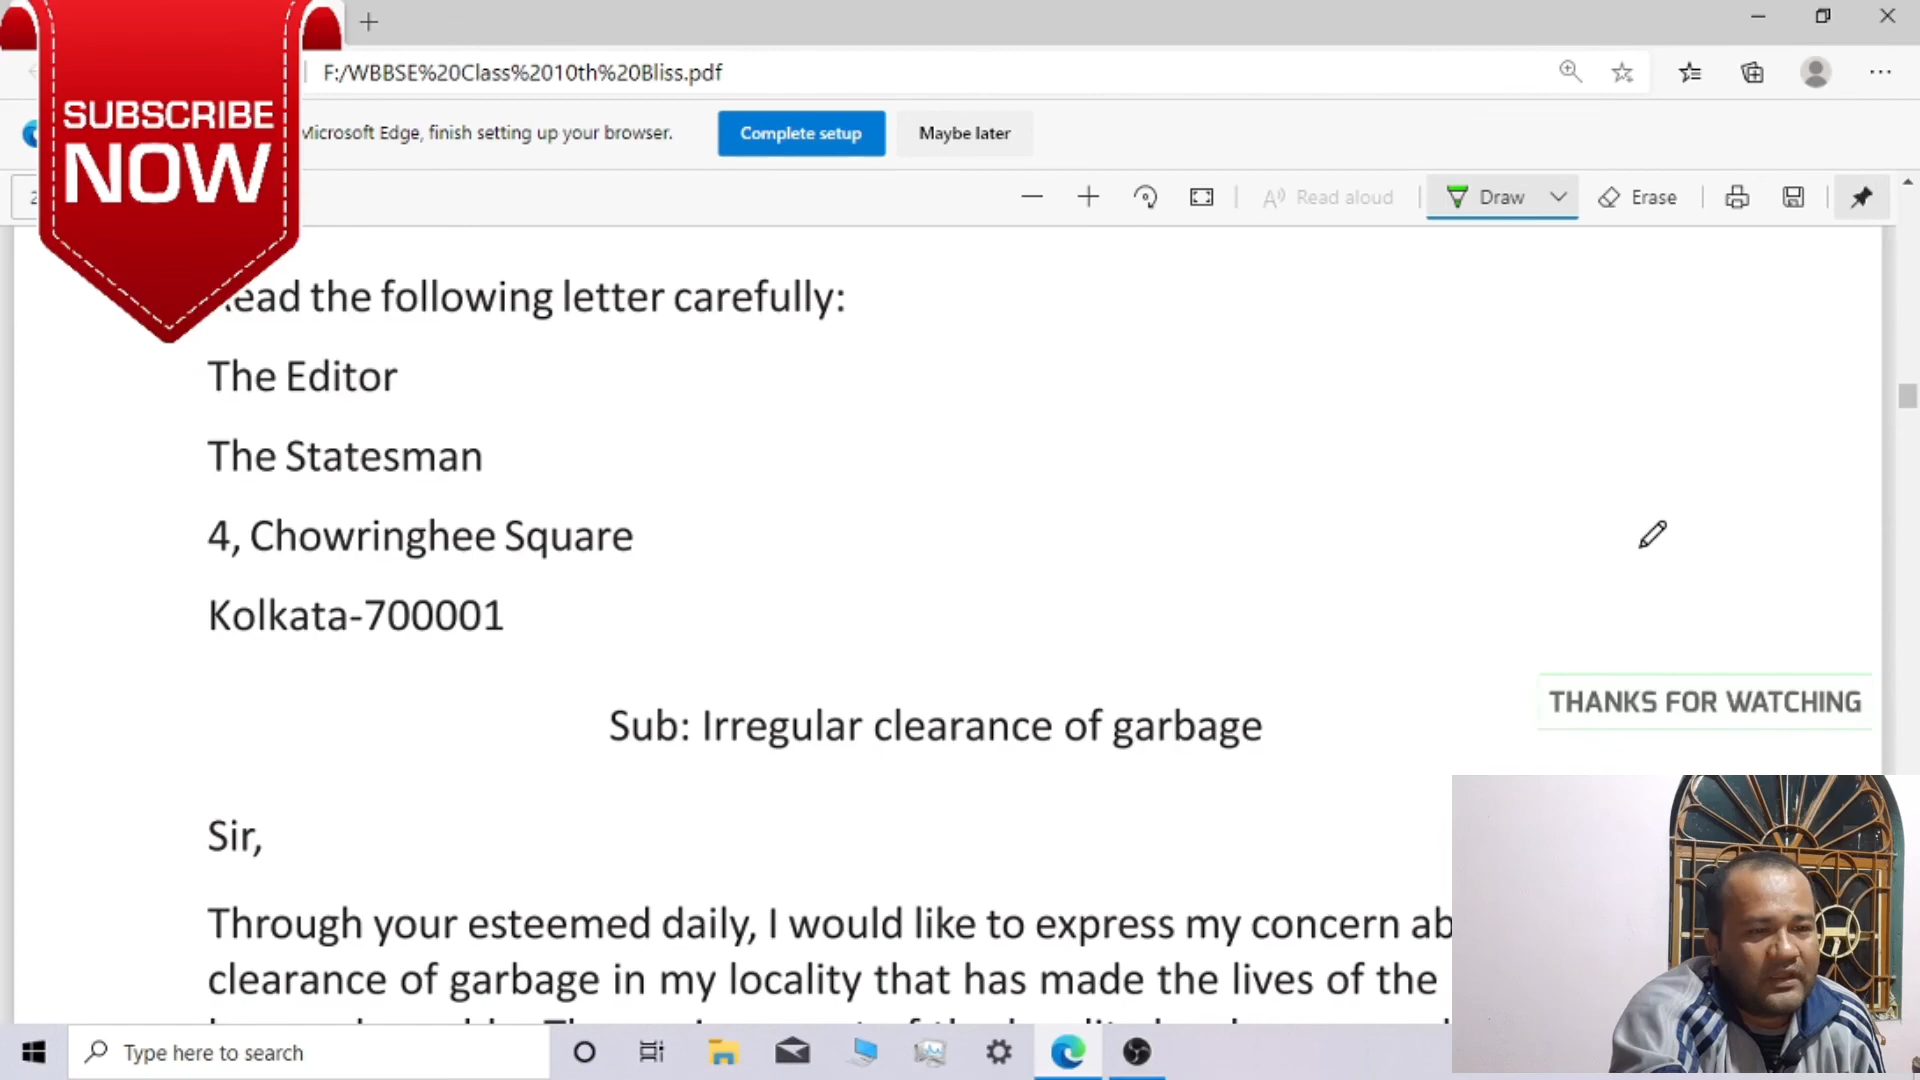 F:/WBBSE%20Class%2010th%20Bliss.pdf
SUBSCRIBE
NOW
Microsoft Edge, finish setting up your browser.
Complete setup
Maybe later
2
Read aloud
Draw
Erase
Read the following letter carefully:
The Editor
The Statesman
4, Chowringhee Square
Kolkata-700001
Sub: Irregular clearance of garbage
THANKS FOR WATCHING
Sir,
Through your esteemed daily, I would like to express my concern ab
clearance of garbage in my locality that has made the lives of the
Type here to search